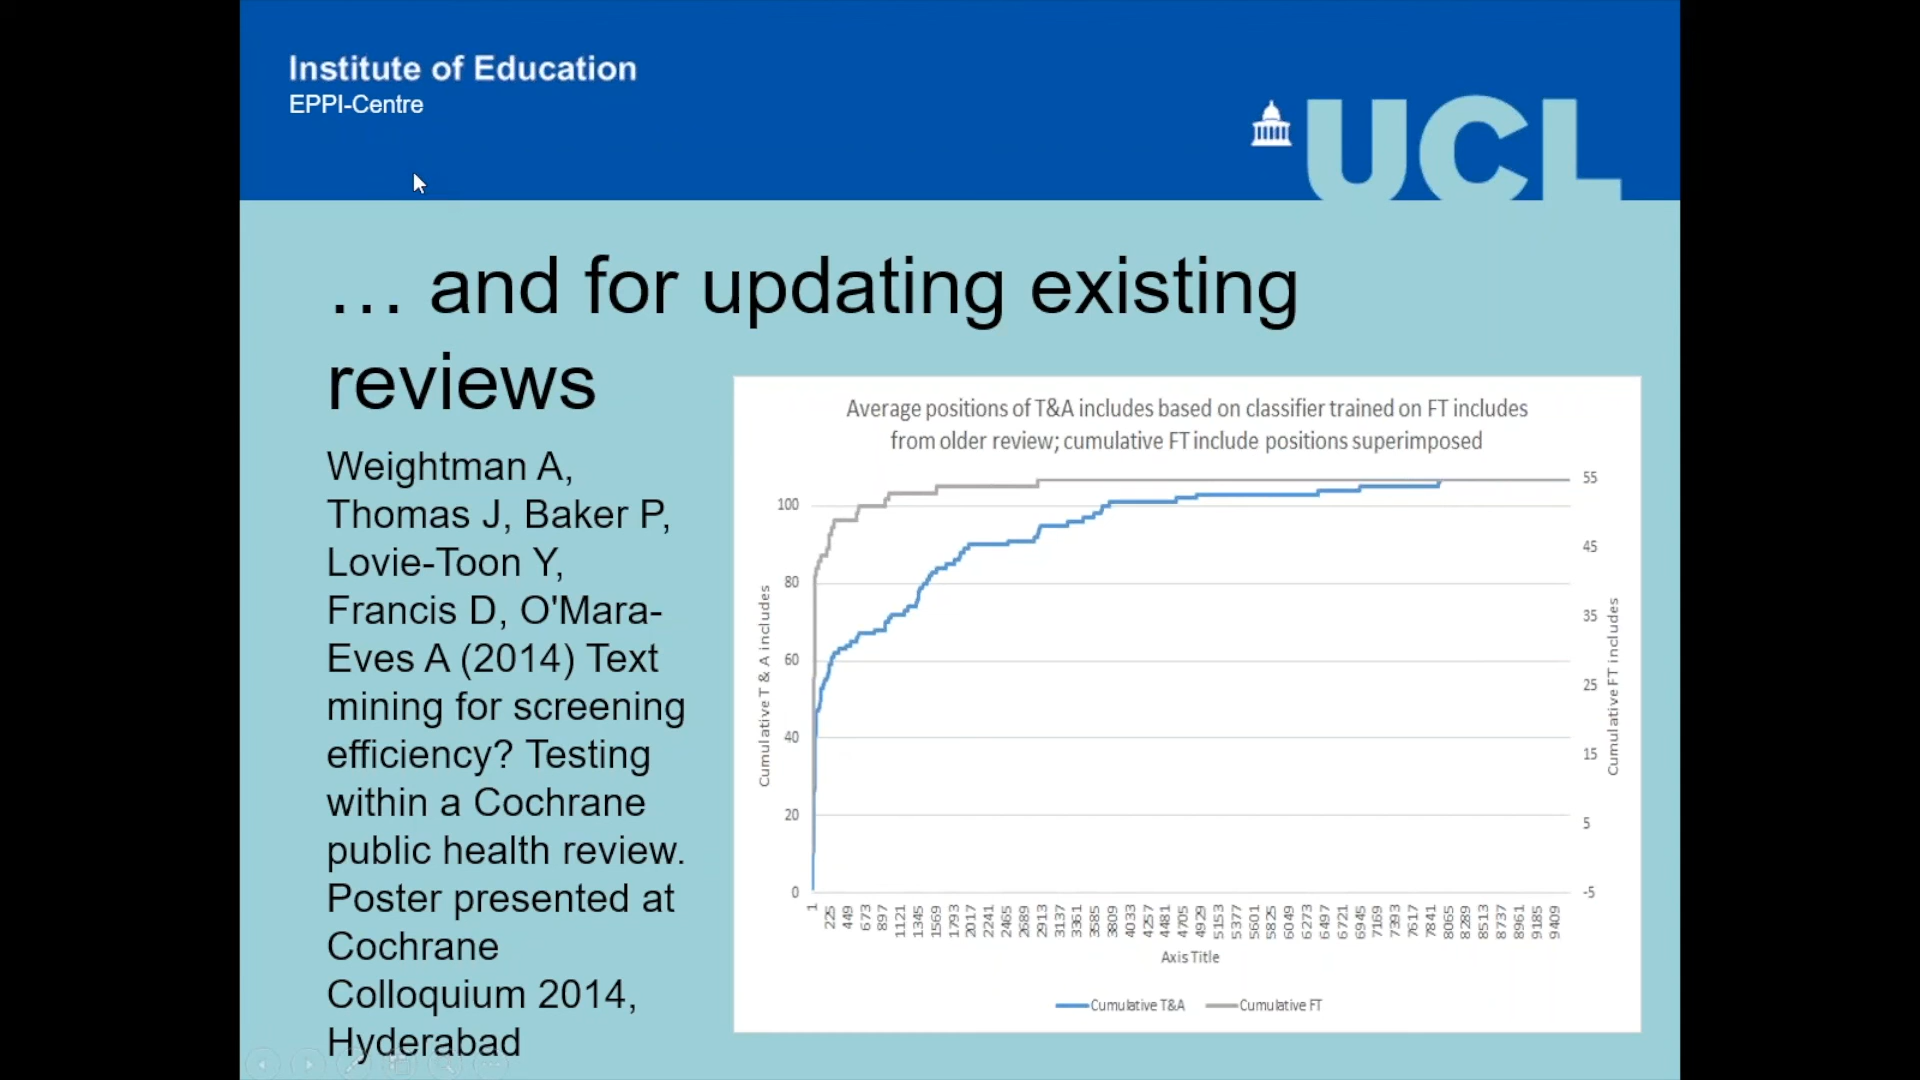 Institute of Education
EPPI-Centre
UCL
… and for updating existing
reviews
Weightman A,
Thomas J, Baker P,
Lovie-Toon Y,
Francis D, O'Mara-
Eves A (2014) Text
mining for screening
efficiency? Testing
within a Cochrane
public health review.
Poster presented at
Cochrane
Colloquium 2014,
Hyderabad
Average positions of T&A includes based on classifier trained on FT includes
from older review; cumulative FT include positions superimposed
Cumulative T & A includes
100
80
60
40
20
0
55
45
35
25
15
5
-5
Cumulative FT includes
1 225 449 673 897 1121 1345 1569 1793 2017 2241 2465 2689 2913 3137 3361 3585 3809 4033 4257 4481 4705 4929 5153 5377 5601 5825 6049 6273 6497 6721 6945 7169 7393 7617 7841 8065 8289 8513 8737 8961 9185 9409
Axis Title
Cumulative T&A Cumulative FT